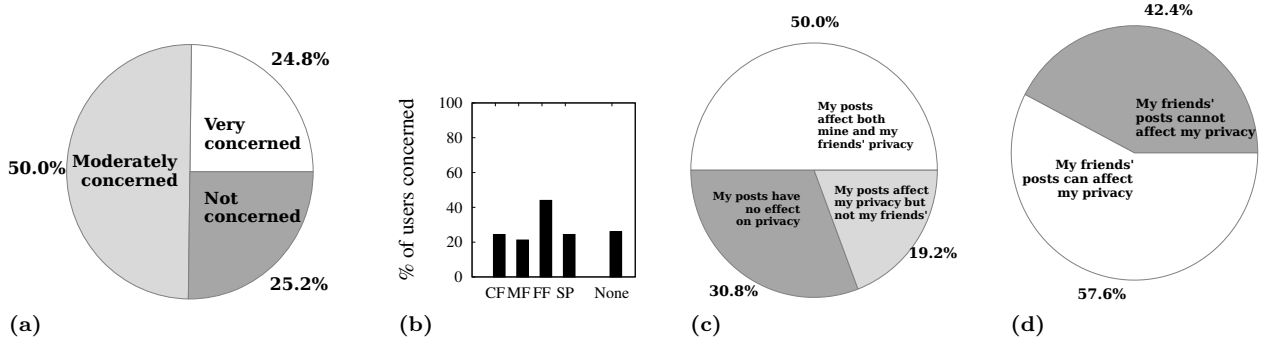 24.8%
Very
concerned
50.0%
Moderately
concerned
Not
concerned
25.2%
(a)
% of users concerned
100
80
60
40
20
0
CF MF FF SP None
(b)
50.0%
My posts
affect both
mine and my
friends' privacy
My posts have
no effect
on privacy
My posts affect
my privacy but
not my friends'
19.2%
30.8%
(c)
42.4%
My friends'
posts cannot
affect my privacy
My friends'
posts can affect
my privacy
57.6%
(d)